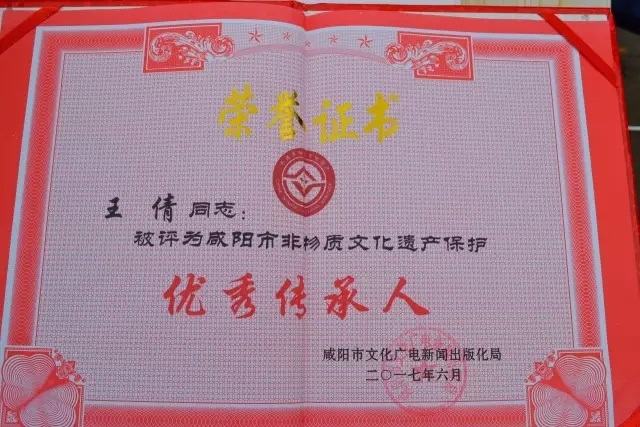 荣誉证书
王 倩 同志：
被评为咸阳市非物质文化遗产保护
优秀传承人
咸阳市文化广电新闻出版化局
二〇一七年六月